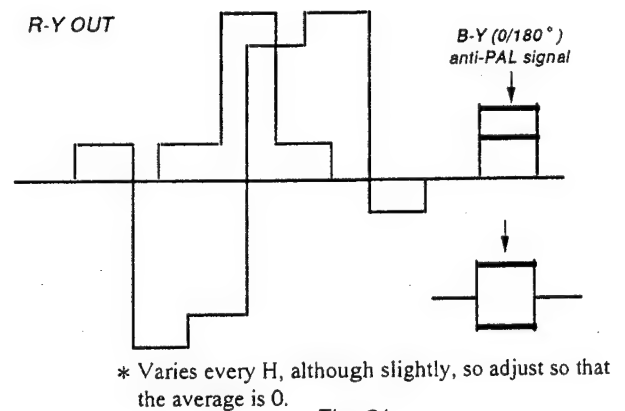 R-Y OUT
B-Y (0/180°)
anti-PAL signal
* Varies every H, although slightly, so adjust so that
the average is 0.